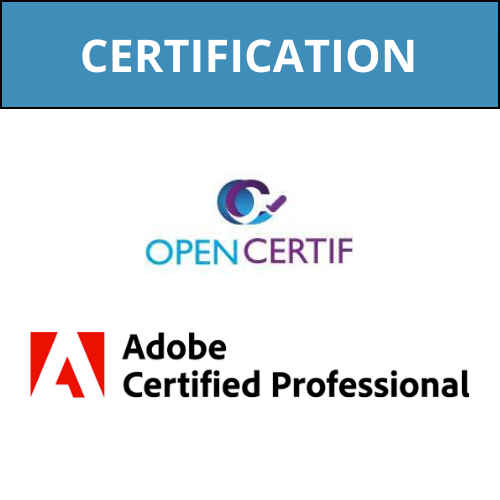 CERTIFICATION
OPEN CERTIF
Adobe
Certified Professional